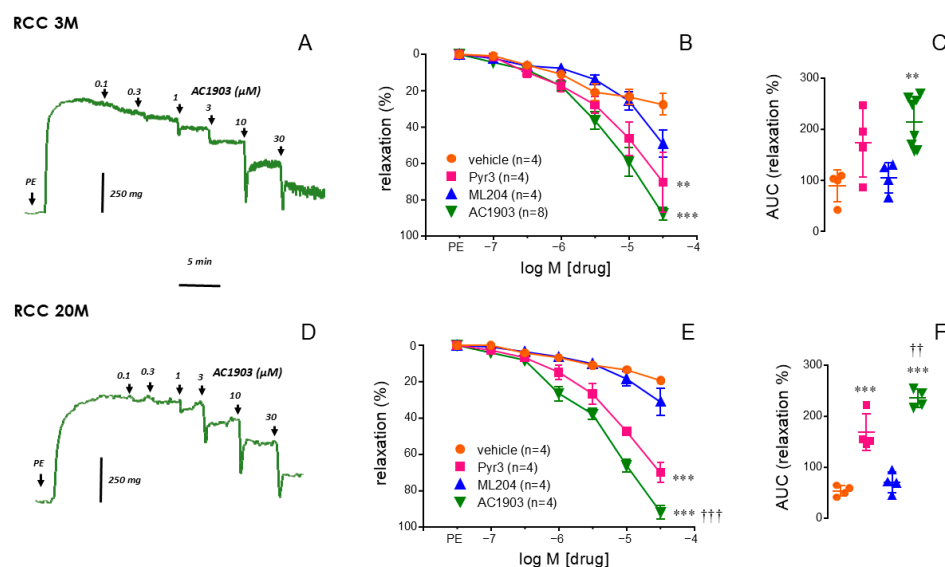 RCC 3M
A
0.1
0.3
1
AC1903 (µM)
3
10
30
PE
250 mg
5 min
B
relaxation (%)
0
20
40
60
80
100
vehicle (n=4)
Pyr3 (n=4)
ML204 (n=4)
AC1903 (n=8)
**
***
PE
−7
−6
−5
−4
log M [drug]
C
AUC (relaxation %)
300
200
100
0
**
RCC 20M
D
0.1
0.3
1
3
AC1903 (µM)
10
30
PE
250 mg
E
relaxation (%)
0
20
40
60
80
100
vehicle (n=4)
Pyr3 (n=4)
ML204 (n=4)
AC1903 (n=4)
***
*** †††
PE
−7
−6
−5
−4
log M [drug]
F
AUC (relaxation %)
300
200
100
0
***
††
***